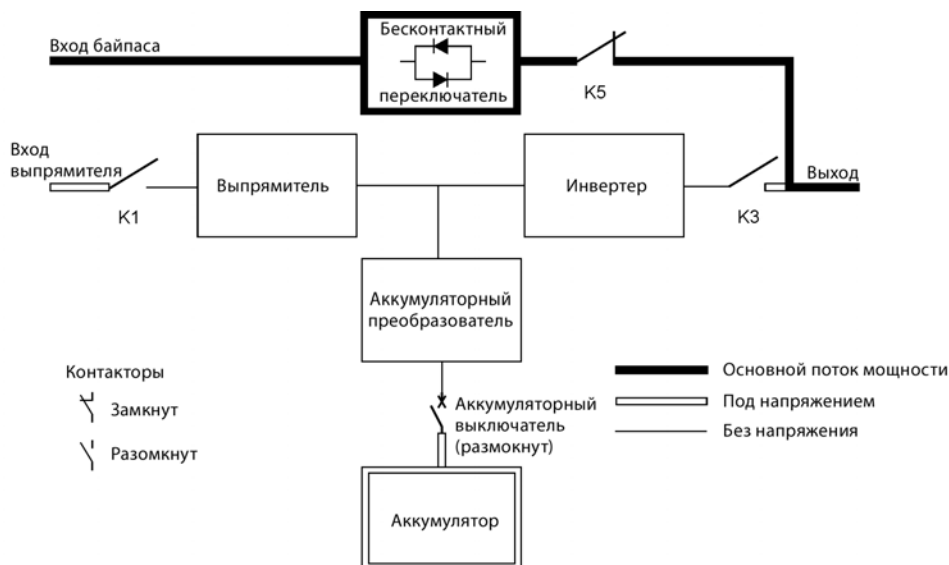 Вход байпаса
Бесконтактный
переключатель
K5
Вход
выпрямителя
K1
Выпрямитель
Инвертер
K3
Выход
Аккумуляторный
преобразователь
Контакторы
Замкнут
Разомкнут
Аккумуляторный
выключатель
(размокнут)
Аккумулятор
Основной поток мощности
Под напряжением
Без напряжения